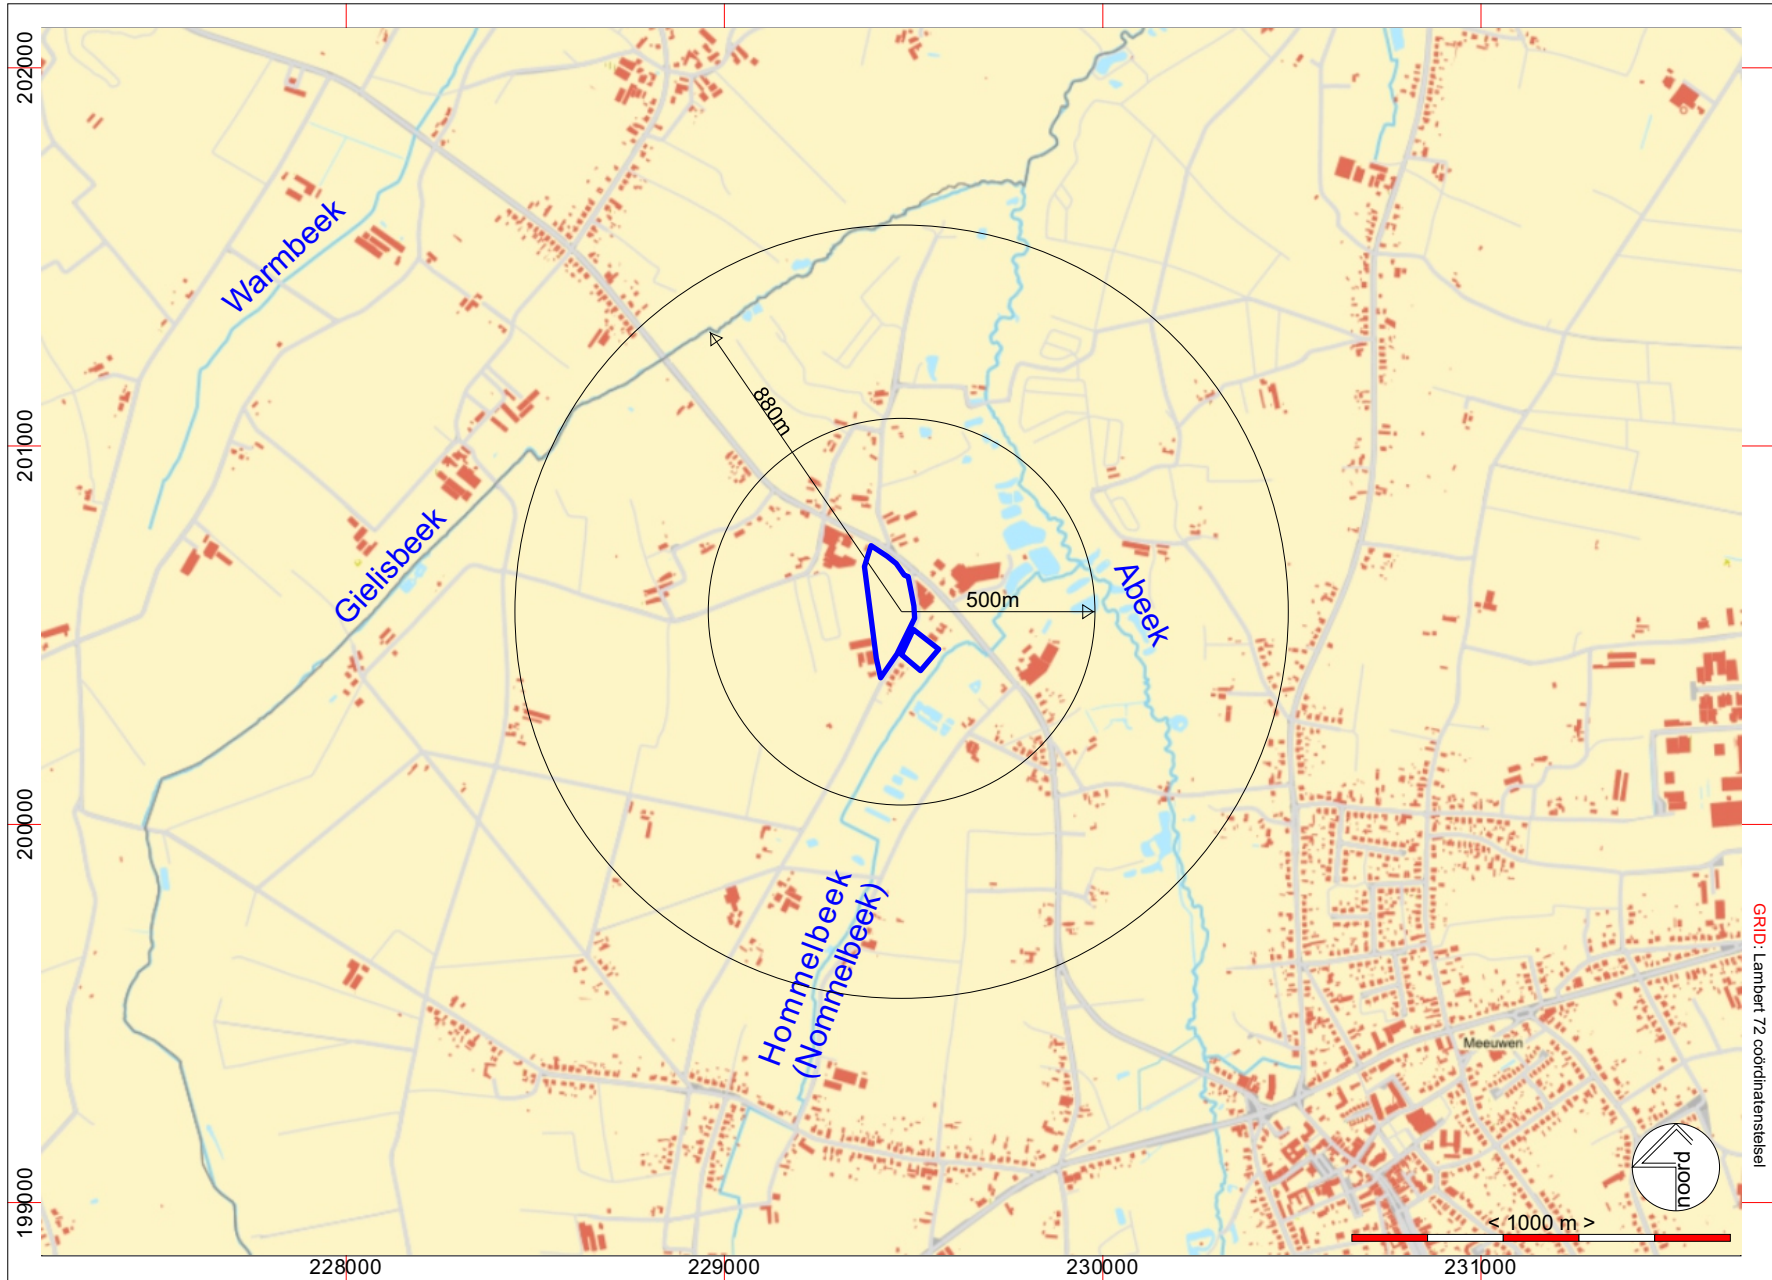 202000
Warmbeek
880m
201000
Gielisbeek
500m
Abeek
200000
Hommelbeek
(Nommelbeek)
GRID: Lambert 72 coördinatenstelsel
Meeuwen
noord
199000
< 1000 m >
228000
229000
230000
231000